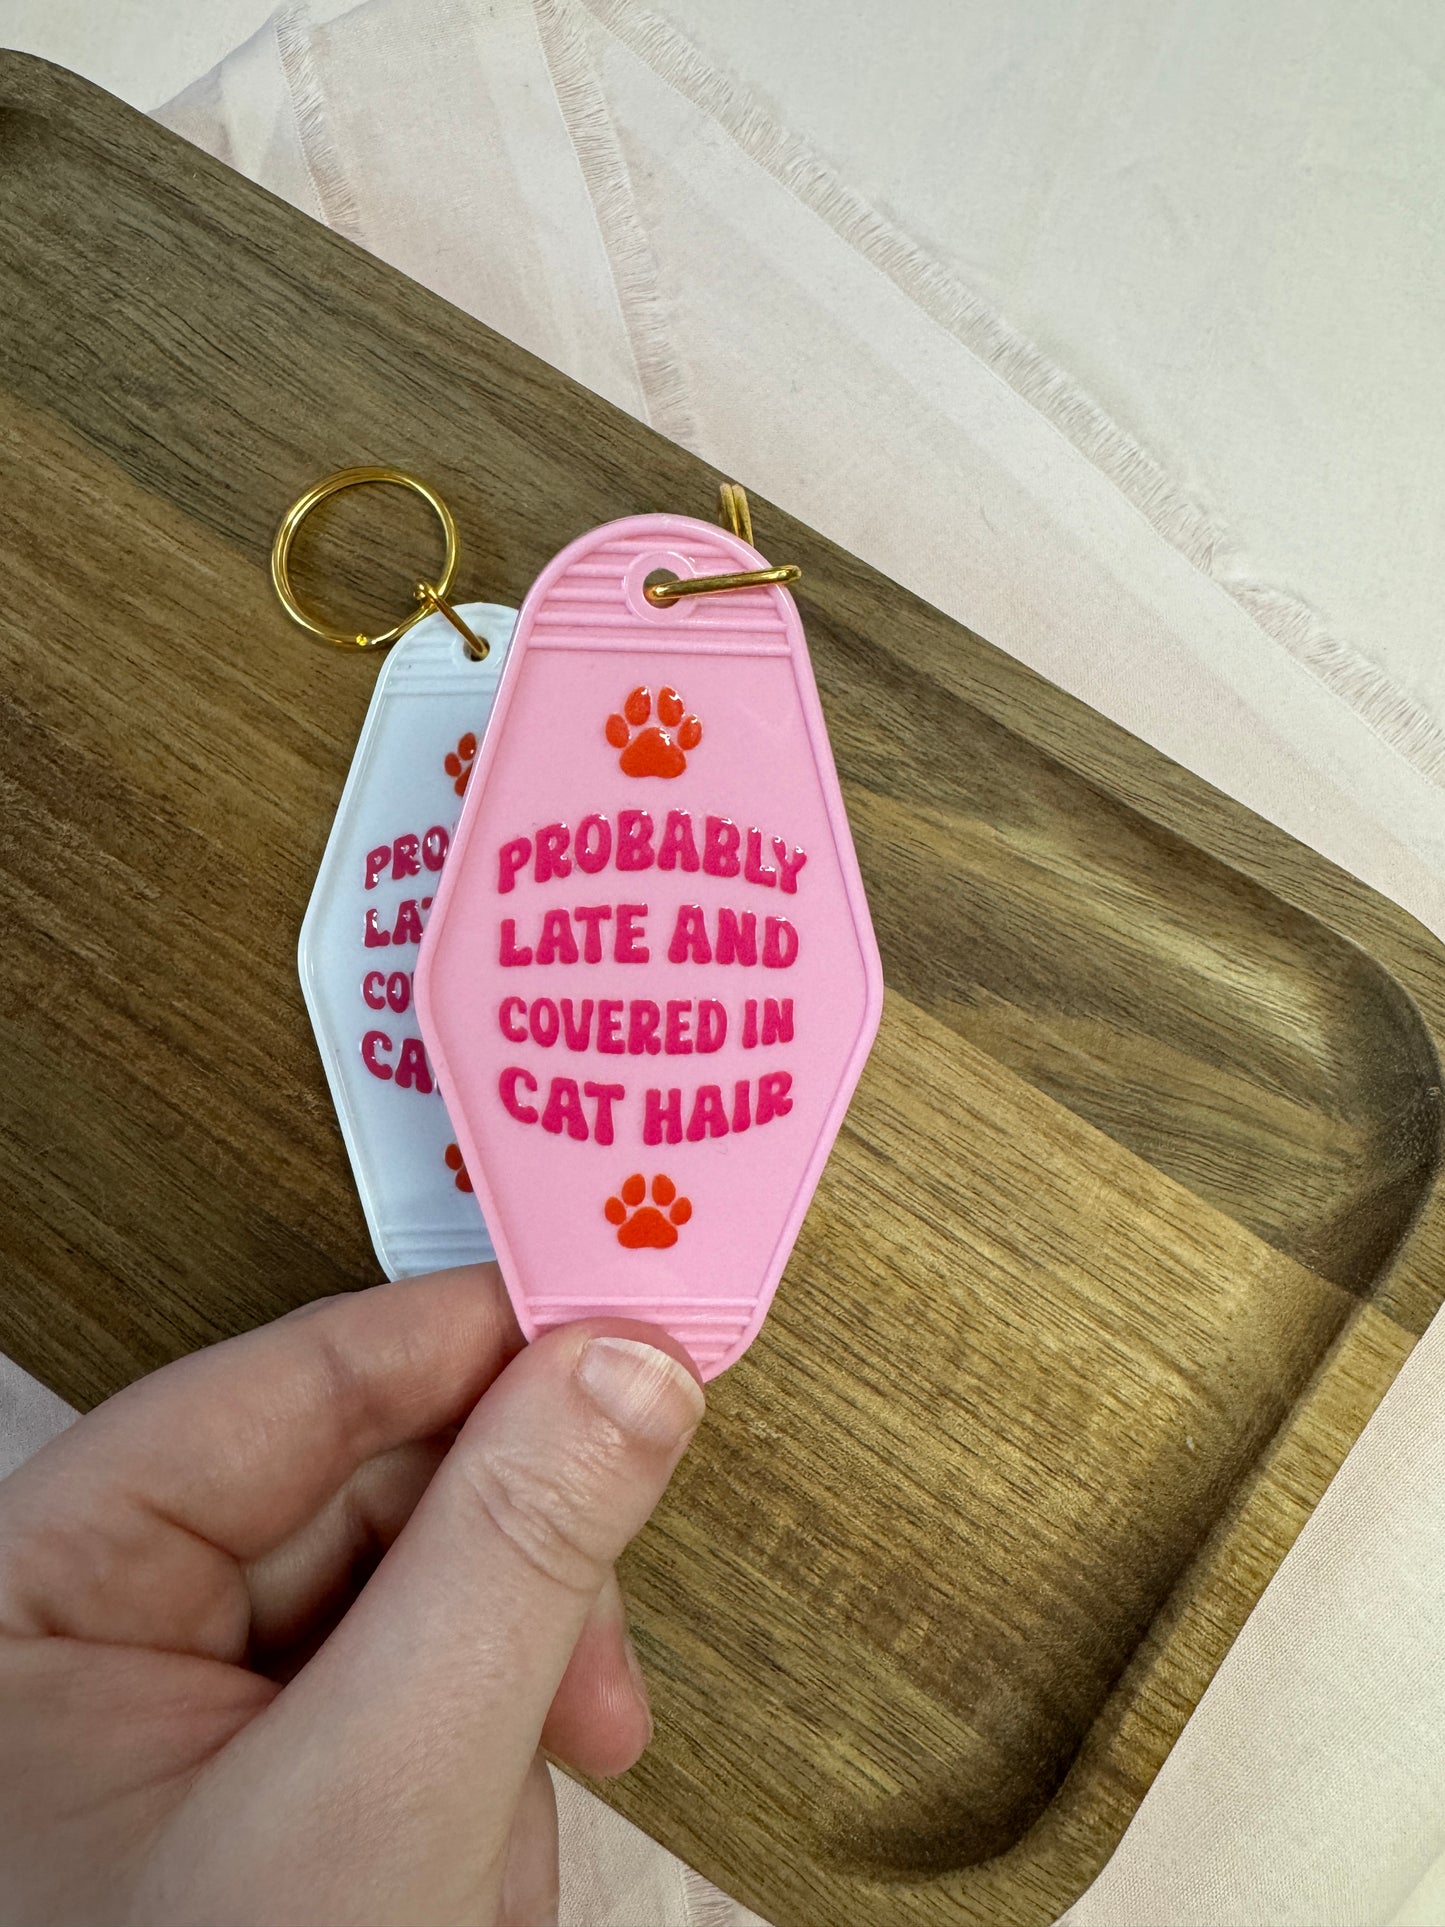 PROBABLY
LATE AND
COVERED IN
CAT HAIR